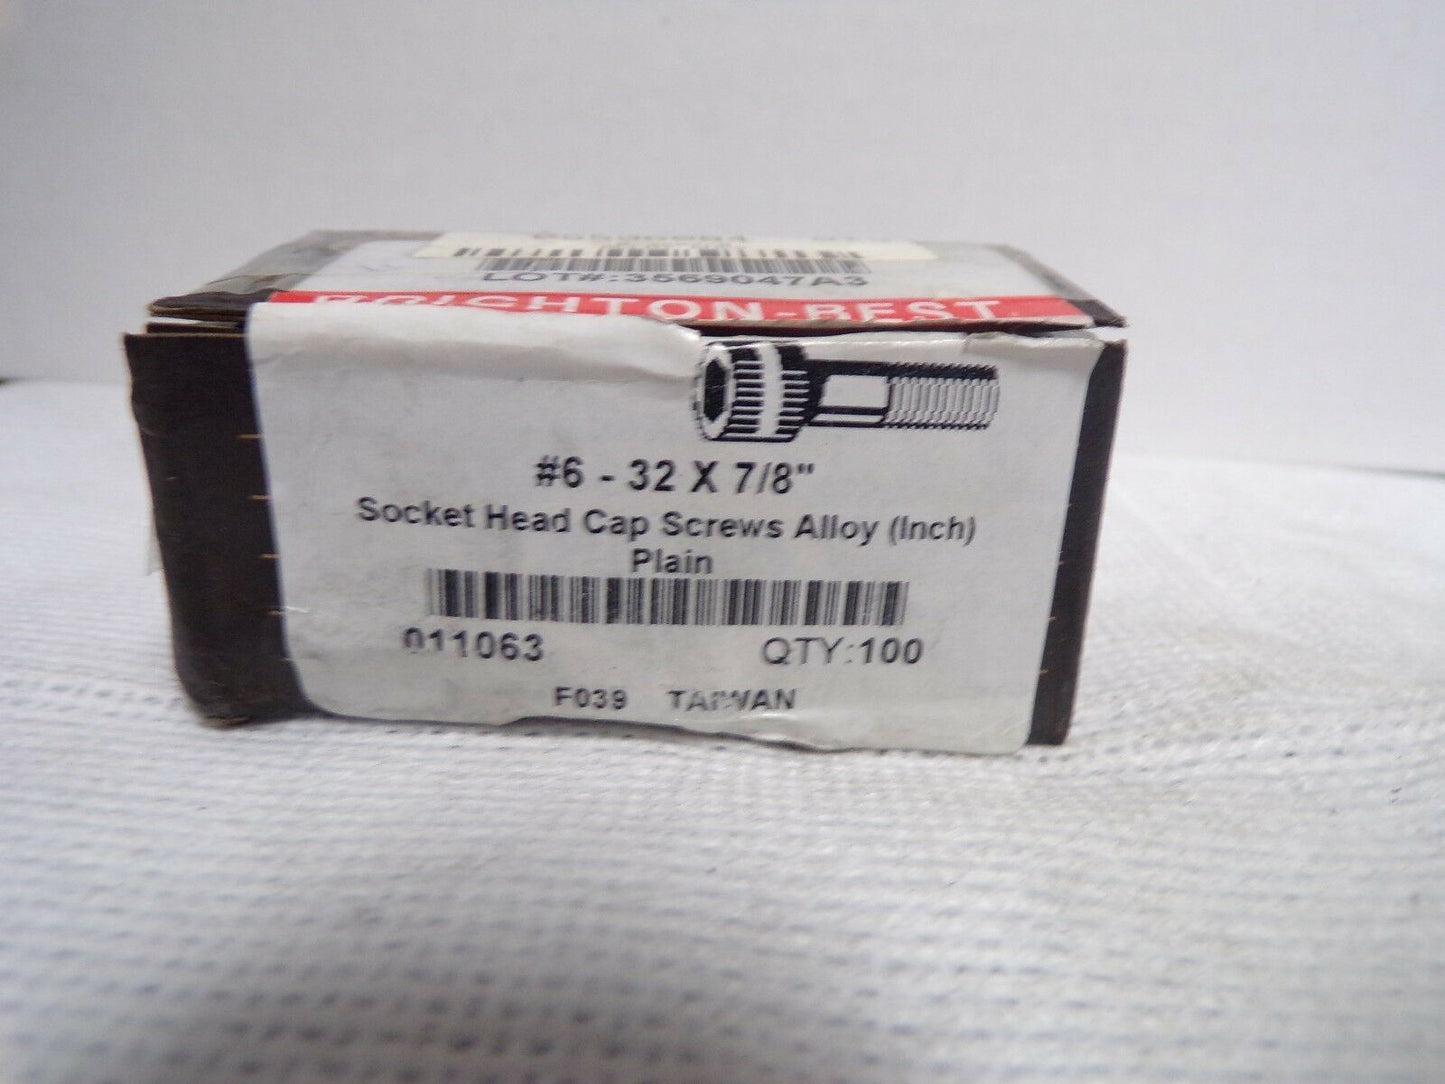 LOT#:3569047A3
BRIGHTON-BEST
#6 - 32 X 7/8"
Socket Head Cap Screws Alloy (Inch)
Plain
011063 QTY:100
F039 TAIWAN